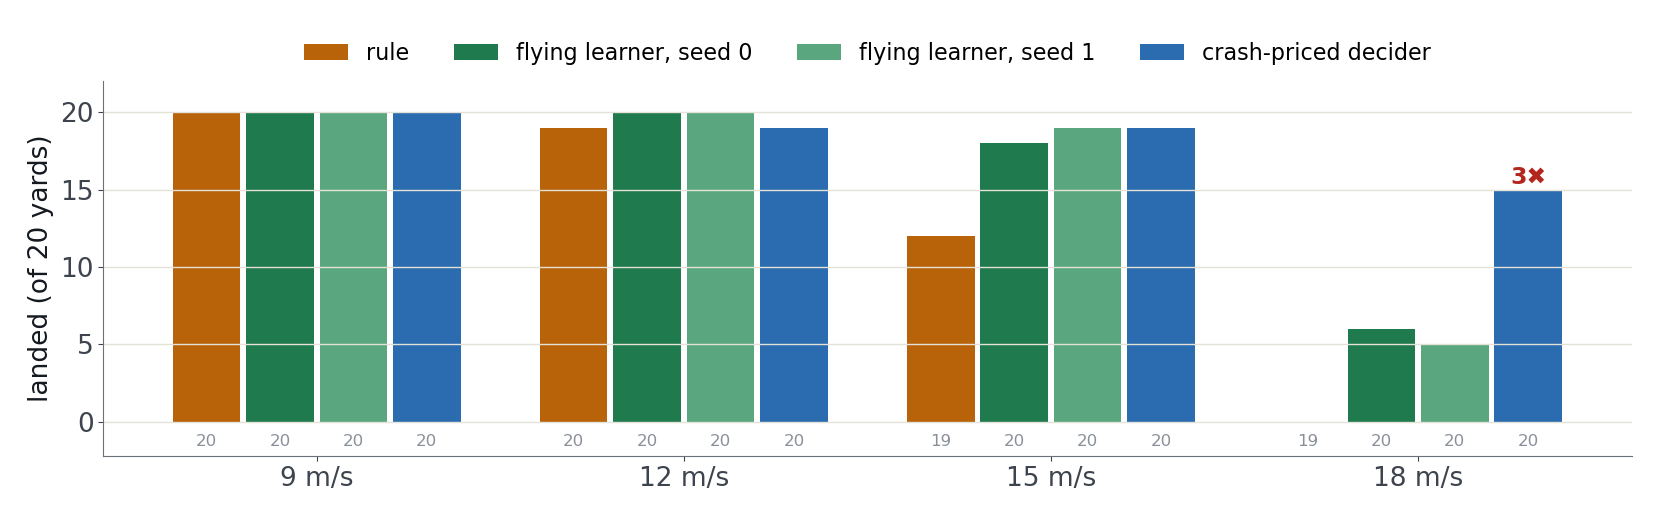 rule flying learner, seed 0 flying learner, seed 1 crash-priced decider
landed (of 20 yards)
20
15
10
5
0
3✖
20 20 20 20 20 20 20 20 19 20 20 20 19 20 20 20
9 m/s 12 m/s 15 m/s 18 m/s